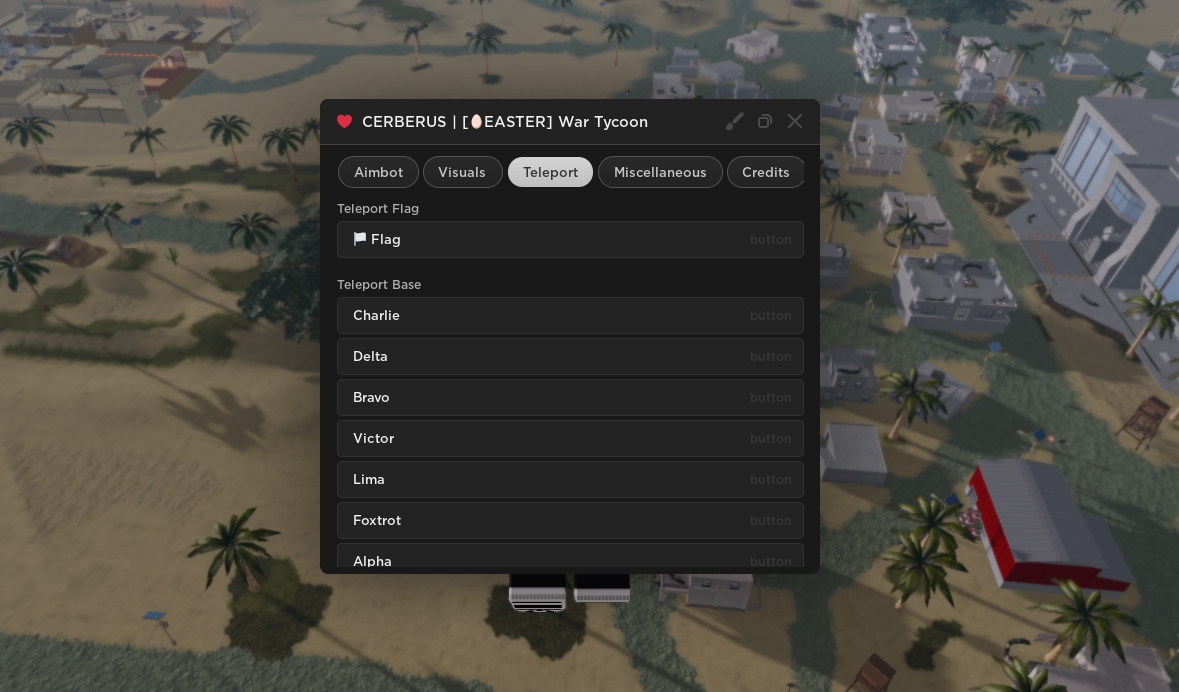 CERBERUS | [🥚EASTER] War Tycoon
Aimbot Visuals Teleport Miscellaneous Credits
Teleport Flag
🏳 Flag button
Teleport Base
Charlie button
Delta button
Bravo button
Victor button
Lima button
Foxtrot button
Alpha button